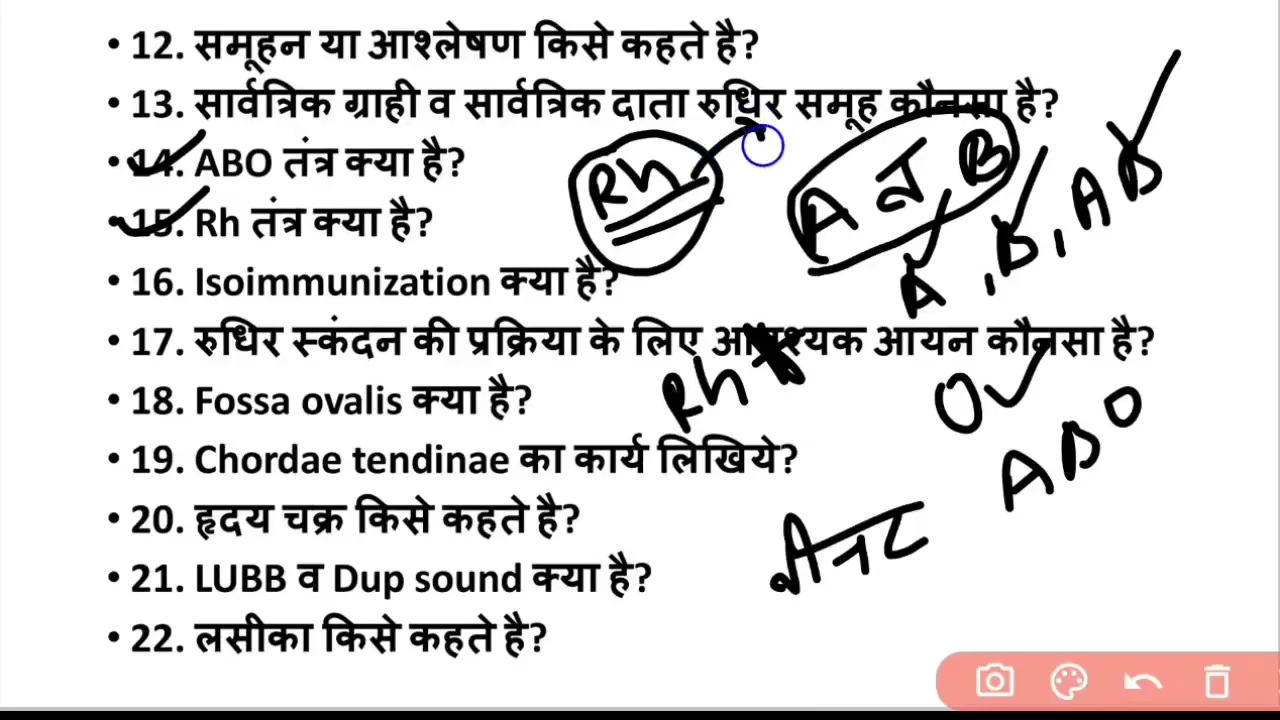 • 12. समूहन या आश्लेषण किसे कहते है?
• 13. सार्वत्रिक ग्राही व सार्वत्रिक दाता रुधिर समूह कौनसा है?
• 14. ABO तंत्र क्या है?
Rh
A व B
A, B, AB
• 15. Rh तंत्र क्या है?
• 16. Isoimmunization क्या है?
• 17. रुधिर स्कंदन की प्रक्रिया के लिए आवश्यक आयन कौनसा है?
Rh
O
• 18. Fossa ovalis क्या है?
ABO
• 19. Chordae tendinae का कार्य लिखिये?
• 20. हृदय चक्र किसे कहते है?
• 21. LUBB व Dup sound क्या है?
• 22. लसीका किसे कहते है?